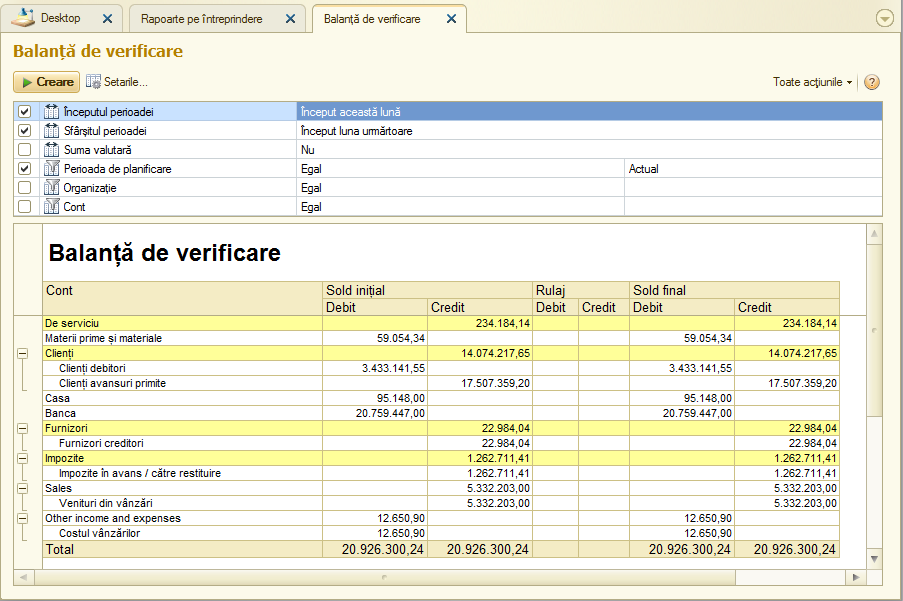 Desktop Rapoarte pe întreprindere Balanță de verificare
Balanță de verificare
Creare Setarile... Toate acțiunile ?
Începutul perioadei Început această lună
Sfârșitul perioadei Început luna următoare
Suma valutară Nu
Perioada de planificare Egal Actual
Organizație Egal
Cont Egal
Balanță de verificare
Cont Sold inițial Rulaj Sold final
Debit Credit Debit Credit Debit Credit
De serviciu 234.184,14 234.184,14
Materii prime și materiale 59.054,34 59.054,34
Clienți 14.074.217,65 14.074.217,65
Clienți debitori 3.433.141,55 3.433.141,55
Clienți avansuri primite 17.507.359,20 17.507.359,20
Casa 95.148,00 95.148,00
Banca 20.759.447,00 20.759.447,00
Furnizori 22.984,04 22.984,04
Furnizori creditori 22.984,04 22.984,04
Impozite 1.262.711,41 1.262.711,41
Impozite în avans / către restituire 1.262.711,41 1.262.711,41
Sales 5.332.203,00 5.332.203,00
Venituri din vânzări 5.332.203,00 5.332.203,00
Other income and expenses 12.650,90 12.650,90
Costul vânzărilor 12.650,90 12.650,90
Total 20.926.300,24 20.926.300,24 20.926.300,24 20.926.300,24